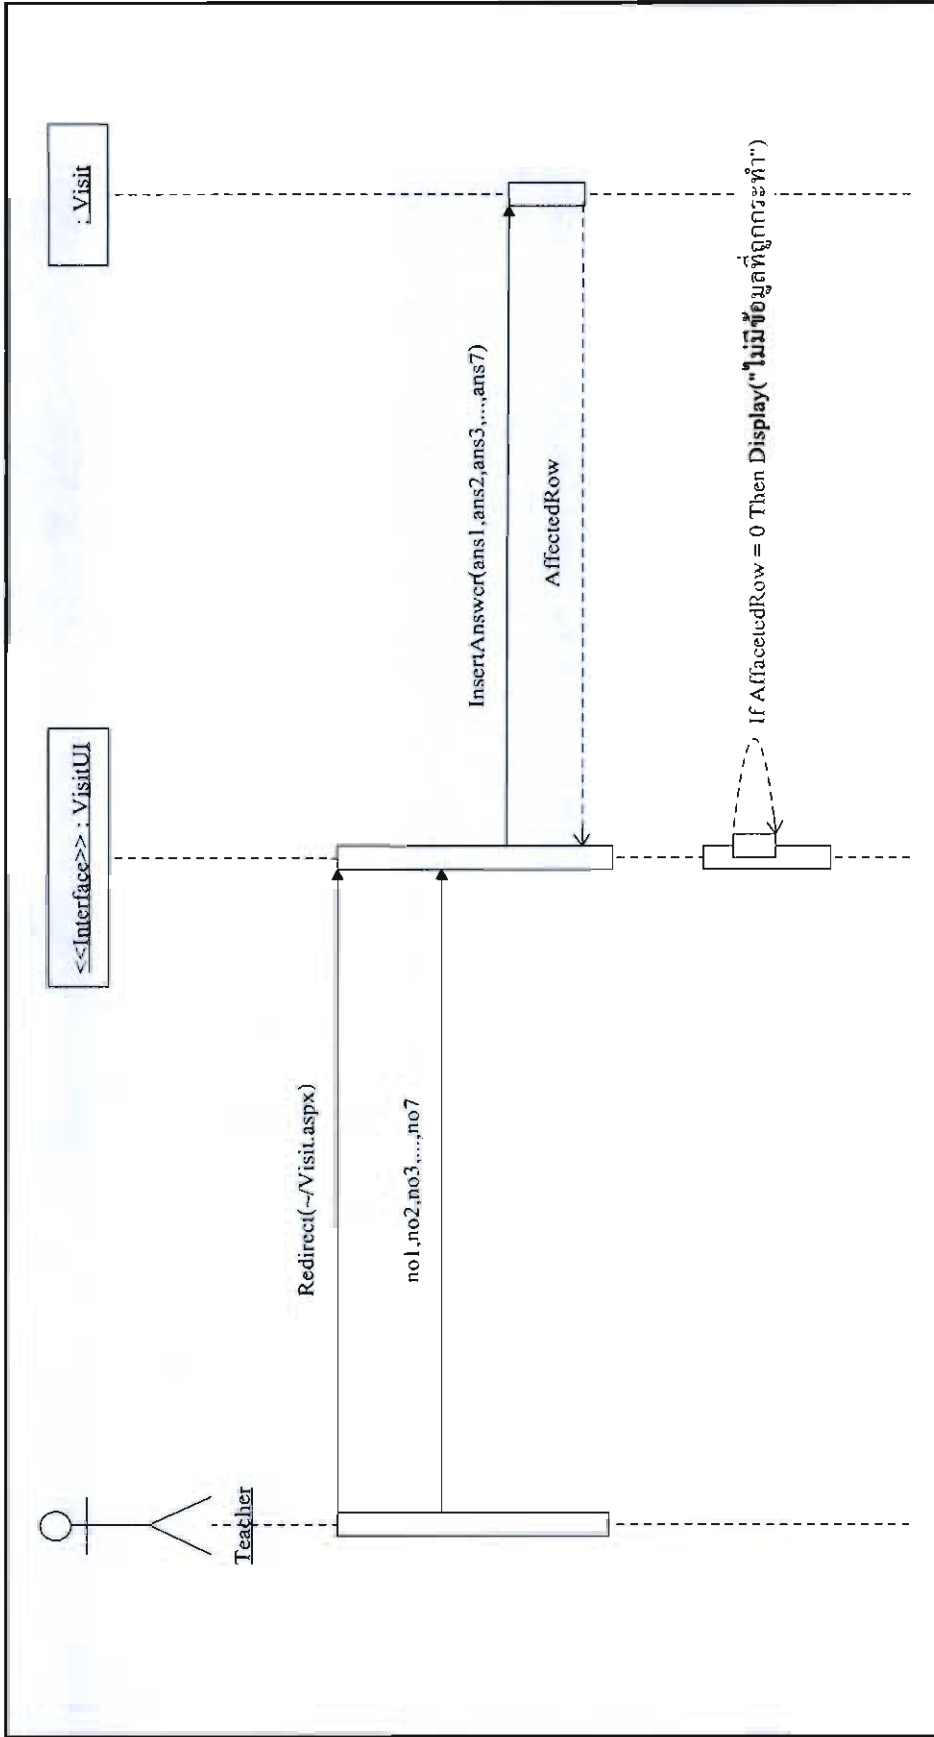 Teacher
<<Interface>> : VisitUI
: Visit
Redirect(~/Visit.aspx)
no1,no2,no3,...,no7
InsertAnswer(ans1,ans2,ans3,...,ans7)
AffectedRow
If AffacetedRow = 0 Then Display("ไม่มีข้อมูลที่ถูกกระทำ")